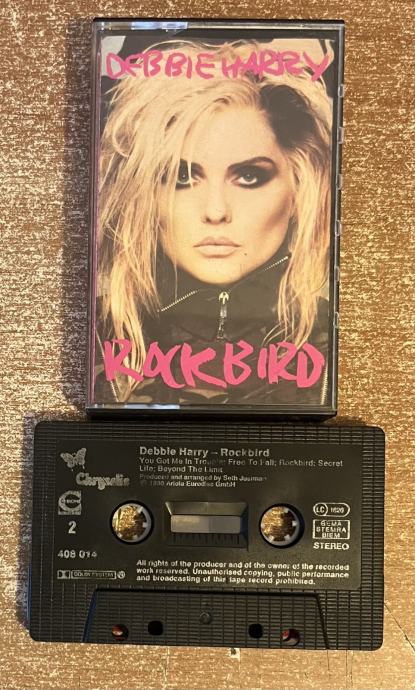 DEBBIE HARRY
ROCKBIRD
Debbie Harry – Rockbird
You Got Me In Trouble; Free To Fall; Rockbird; Secret
Life; Beyond The Limit
Produced and arranged by Seth Justman
Ariola Eurodisc GmbH
Chrysalis
2
408 014
LC 1626
GEMA
STEMRA
BIEM
STEREO
DOLBY SYSTEM
All rights of the producer and of the owner of the recorded
work reserved. Unauthorised copying, public performance
and broadcasting of this tape record prohibited.